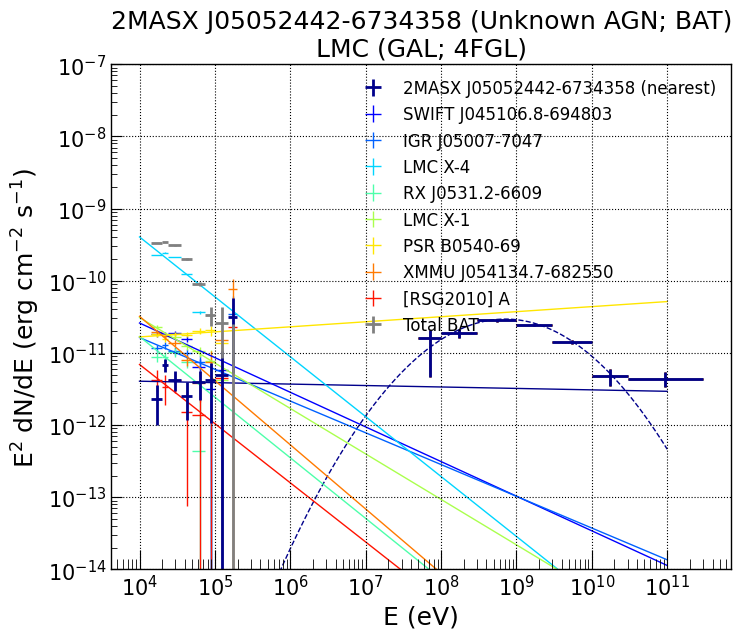 2MASX J05052442-6734358 (Unknown AGN; BAT)
LMC (GAL; 4FGL)
2MASX J05052442-6734358 (nearest)
SWIFT J045106.8-694803
IGR J05007-7047
LMC X-4
RX J0531.2-6609
LMC X-1
PSR B0540-69
XMMU J054134.7-682550
[RSG2010] A
Total BAT
E² dN/dE (erg cm⁻² s⁻¹)
10⁻⁷
10⁻⁸
10⁻⁹
10⁻¹⁰
10⁻¹¹
10⁻¹²
10⁻¹³
10⁻¹⁴
10⁴ 10⁵ 10⁶ 10⁷ 10⁸ 10⁹ 10¹⁰ 10¹¹
E (eV)